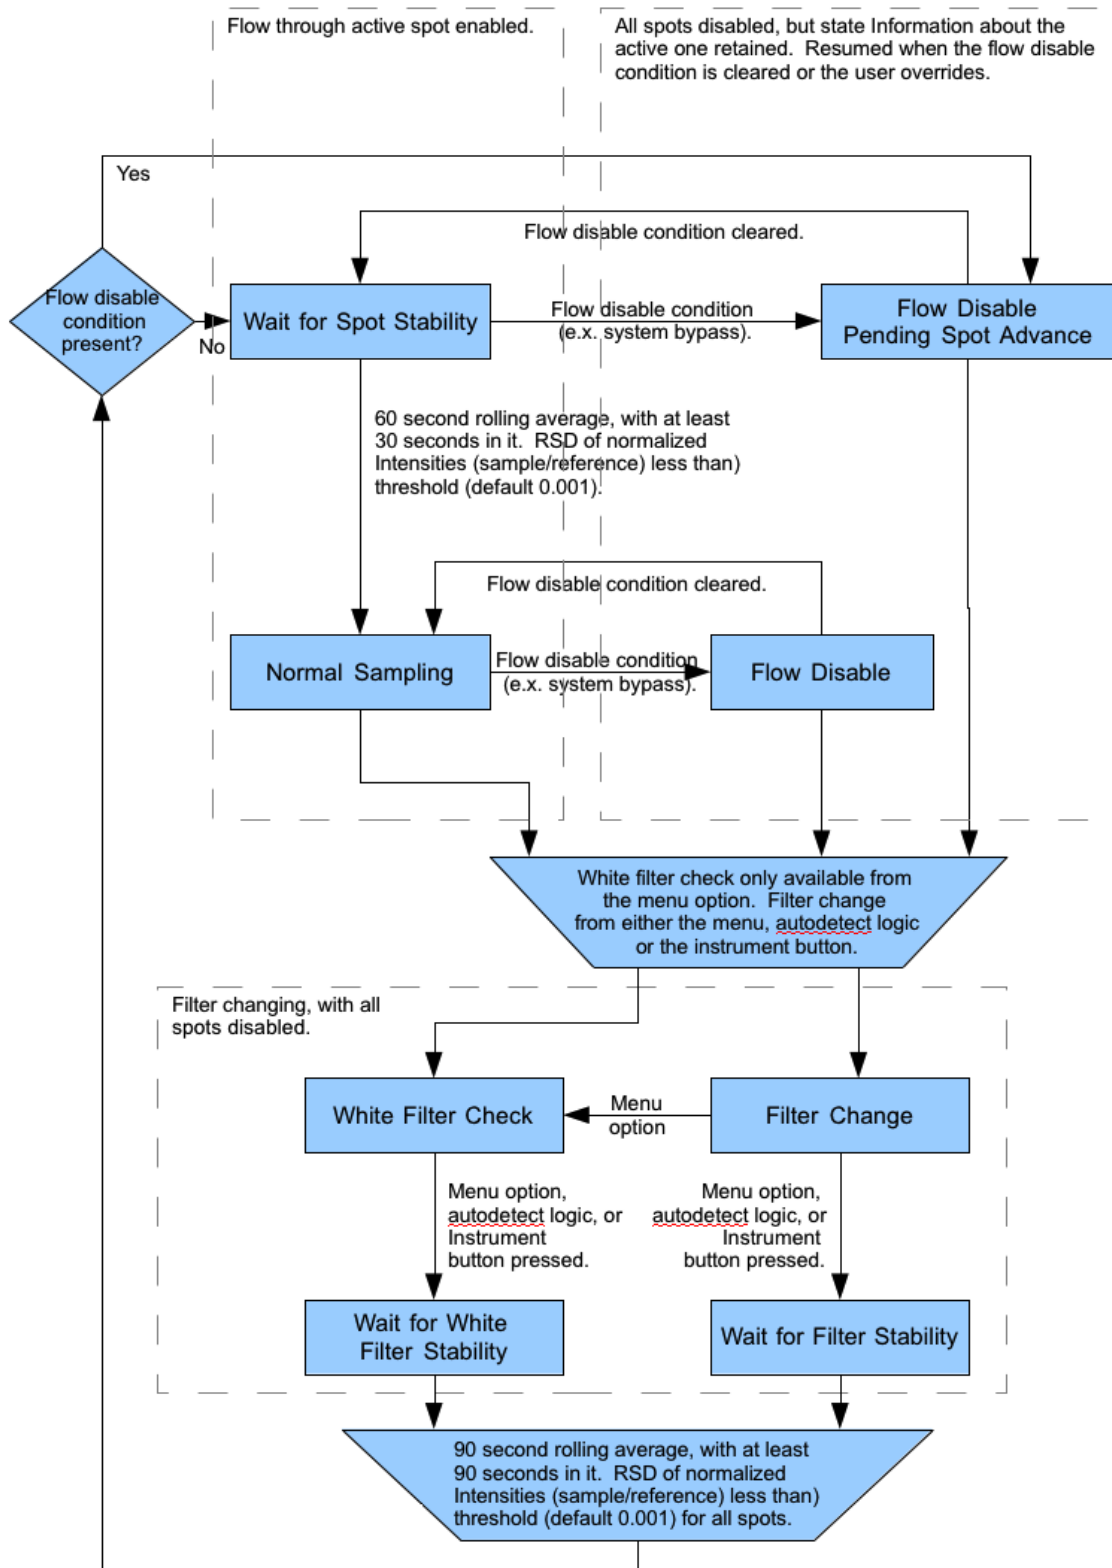 Flow through active spot enabled.
All spots disabled, but state Information about the
active one retained.  Resumed when the flow disable
condition is cleared or the user overrides.
Yes
Flow disable condition cleared.
Flow disable
condition
present?
No
Wait for Spot Stability
Flow disable condition
(e.x. system bypass).
Flow Disable
Pending Spot Advance
60 second rolling average, with at least
30 seconds in it.  RSD of normalized
Intensities (sample/reference) less than)
threshold (default 0.001).
Flow disable condition cleared.
Normal Sampling
Flow disable condition
(e.x. system bypass).
Flow Disable
White filter check only available from
the menu option.  Filter change
from either the menu, autodetect logic
or the instrument button.
Filter changing, with all
spots disabled.
White Filter Check
Menu
option
Filter Change
Menu option,
autodetect logic, or
Instrument
button pressed.
Menu option,
autodetect logic, or
Instrument
button pressed.
Wait for White
Filter Stability
Wait for Filter Stability
90 second rolling average, with at least
90 seconds in it.  RSD of normalized
Intensities (sample/reference) less than)
threshold (default 0.001) for all spots.